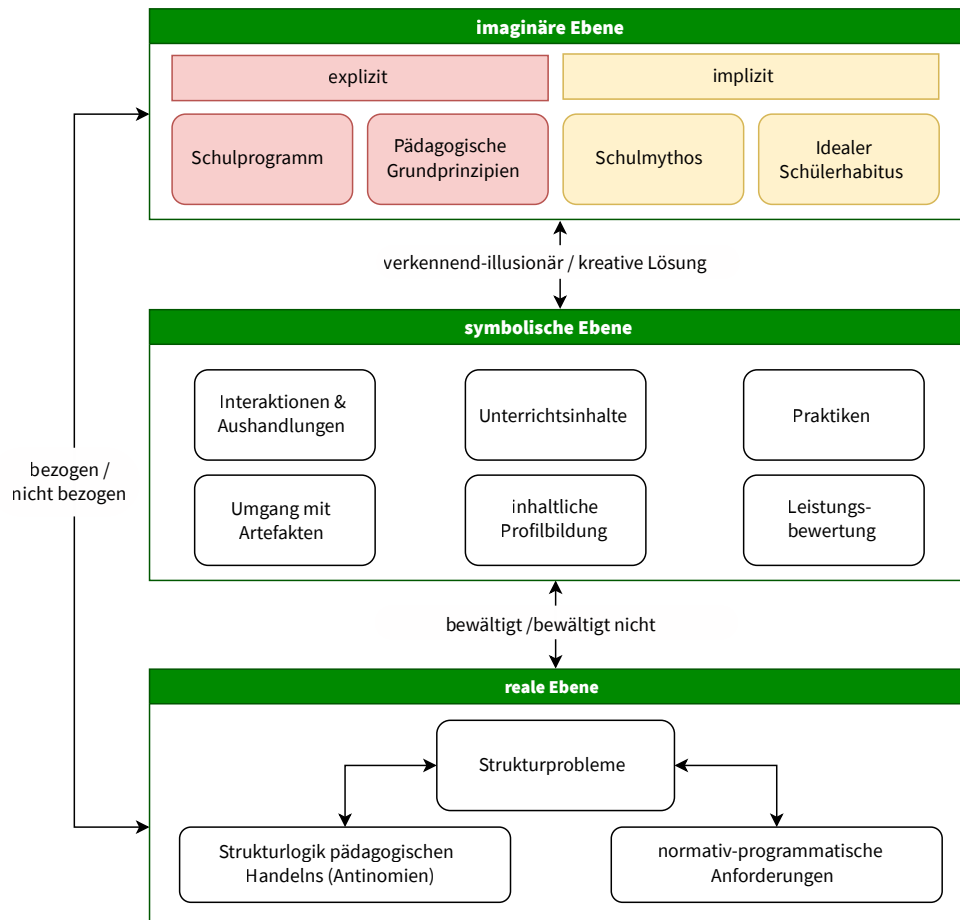 imaginäre Ebene
explizit
implizit
Schulprogramm
Pädagogische
Grundprinzipien
Schulmythos
Idealer
Schülerhabitus
verkennend-illusionär / kreative Lösung
symbolische Ebene
Interaktionen &
Aushandlungen
Unterrichtsinhalte
Praktiken
bezogen /
nicht bezogen
Umgang mit
Artefakten
inhaltliche
Profilbildung
Leistungs-
bewertung
bewältigt /bewältigt nicht
reale Ebene
Strukturprobleme
Strukturlogik pädagogischen
Handelns (Antinomien)
normativ-programmatische
Anforderungen